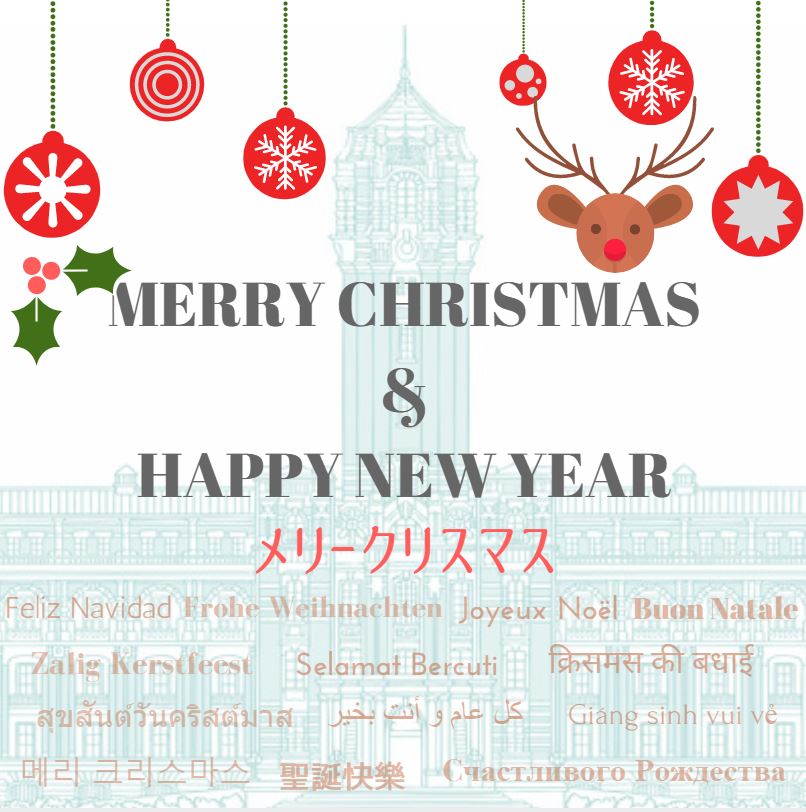 MERRY CHRISTMAS
&
HAPPY NEW YEAR
メリークリスマス
Feliz Navidad Frohe Weihnachten Joyeux Noël Buon Natale
Zalig Kerstfeest Selamat Bercuti क्रिसमस की बधाई
สุขสันต์วันคริสต์มาส كل عام و أنت بخير Giáng sinh vui vẻ
메리 크리스마스 聖誕快樂 Счастливого Рождества